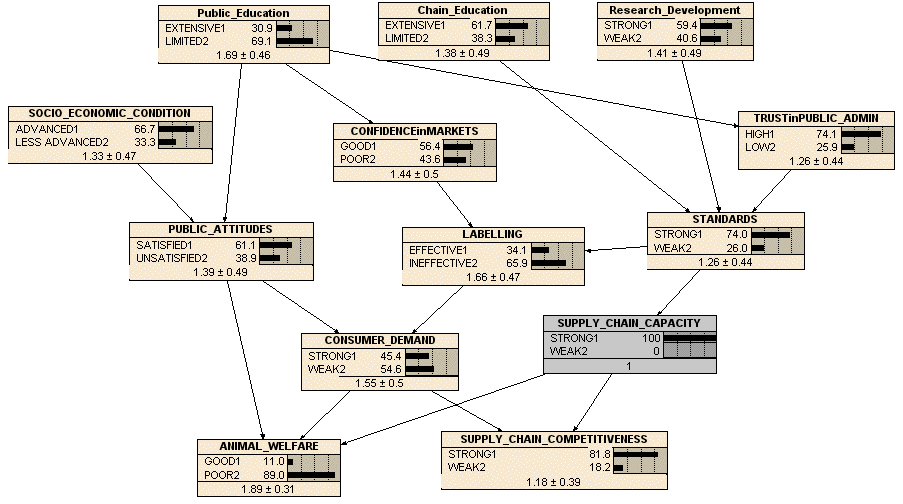 Public_Education
EXTENSIVE1 30.9
LIMITED2 69.1
1.69 ± 0.46
Chain_Education
EXTENSIVE1 61.7
LIMITED2 38.3
1.38 ± 0.49
Research_Development
STRONG1 59.4
WEAK2 40.6
1.41 ± 0.49
SOCIO_ECONOMIC_CONDITION
ADVANCED1 66.7
LESS ADVANCED2 33.3
1.33 ± 0.47
CONFIDENCEinMARKETS
GOOD1 56.4
POOR2 43.6
1.44 ± 0.5
TRUSTinPUBLIC_ADMIN
HIGH1 74.1
LOW2 25.9
1.26 ± 0.44
PUBLIC_ATTITUDES
SATISFIED1 61.1
UNSATISFIED2 38.9
1.39 ± 0.49
LABELLING
EFFECTIVE1 34.1
INEFFECTIVE2 65.9
1.66 ± 0.47
STANDARDS
STRONG1 74.0
WEAK2 26.0
1.26 ± 0.44
CONSUMER_DEMAND
STRONG1 45.4
WEAK2 54.6
1.55 ± 0.5
SUPPLY_CHAIN_CAPACITY
STRONG1 100
WEAK2 0
1
ANIMAL_WELFARE
GOOD1 11.0
POOR2 89.0
1.89 ± 0.31
SUPPLY_CHAIN_COMPETITIVENESS
STRONG1 81.8
WEAK2 18.2
1.18 ± 0.39